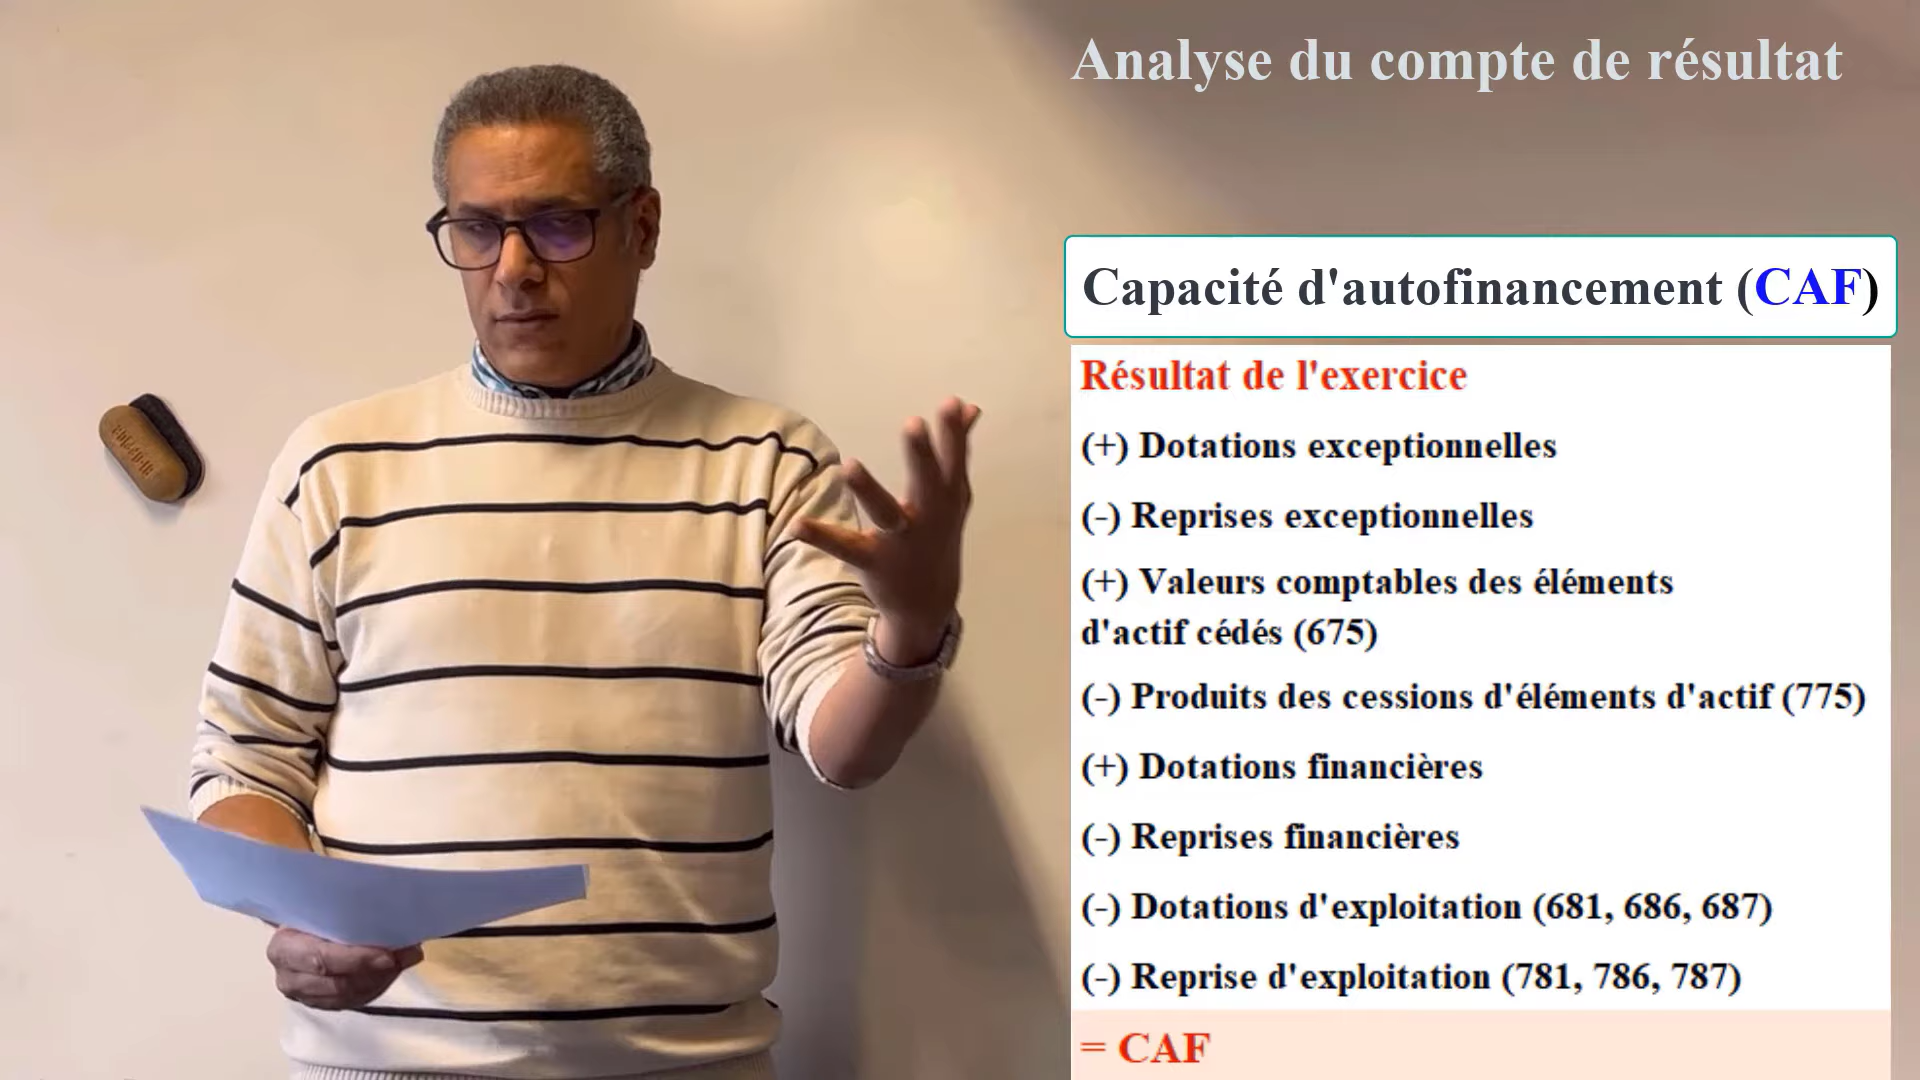 Analyse du compte de résultat
Capacité d'autofinancement (CAF)
Résultat de l'exercice
(+) Dotations exceptionnelles
(-) Reprises exceptionnelles
(+) Valeurs comptables des éléments
d'actif cédés (675)
(-) Produits des cessions d'éléments d'actif (775)
(+) Dotations financières
(-) Reprises financières
(-) Dotations d'exploitation (681, 686, 687)
(-) Reprise d'exploitation (781, 786, 787)
= CAF